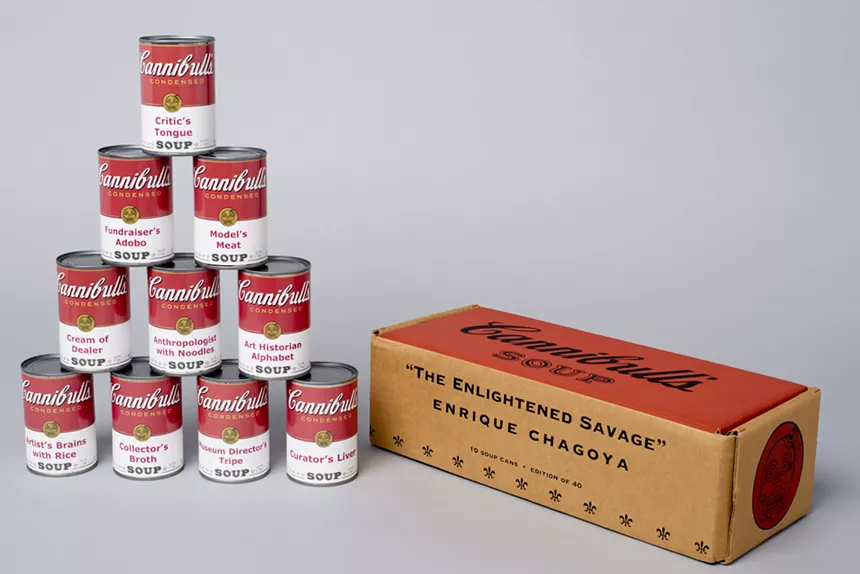 Cannibull's
CONDENSED
Critic's
Tongue
SOUP
Cannibull's
CONDENSED
Fundraiser's
Adobo
SOUP
Cannibull's
CONDENSED
Model's
Meat
SOUP
Cannibull's
CONDENSED
Cream of
Dealer
SOUP
Cannibull's
CONDENSED
Anthropologist
with Noodles
SOUP
Cannibull's
CONDENSED
Art Historian
Alphabet
SOUP
Cannibull's
CONDENSED
Artist's Brains
with Rice
SOUP
Cannibull's
CONDENSED
Collector's
Broth
SOUP
Cannibull's
CONDENSED
Museum Director's
Tripe
SOUP
Cannibull's
CONDENSED
Curator's Liver
SOUP
Cannibull's
SOUP
"THE ENLIGHTENED SAVAGE"
ENRIQUE CHAGOYA
10 SOUP CANS • EDITION OF 40